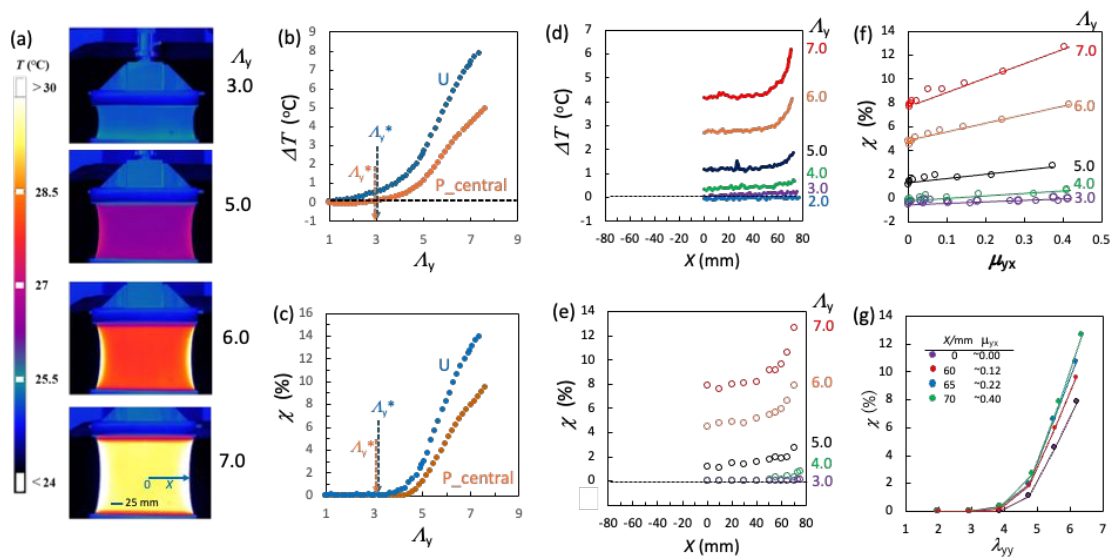 (a)
T (°C)
> 30
28.5
27
25.5
< 24
Λy
3.0
5.0
6.0
7.0
0 X
25 mm
(b)
ΔT (°C)
9
8
7
6
5
4
3
2
1
0
-1
1 3 5 7 9
Λy
U
P_central
Λy*
Λy*
(c)
χ (%)
16
14
12
10
8
6
4
2
0
1 3 5 7 9
Λy
U
P_central
Λy*
Λy*
(d)
ΔT (°C)
7
6
5
4
3
2
1
0
-1
-80 -60 -40 -20 0 20 40 60 80
X (mm)
Λy
7.0
6.0
5.0
4.0
3.0
2.0
(e)
χ (%)
14
12
10
8
6
4
2
0
-80 -60 -40 -20 0 20 40 60 80
X (mm)
Λy
7.0
6.0
5.0
4.0
3.0
(f)
χ (%)
14
12
10
8
6
4
2
0
-2
0 0.1 0.2 0.3 0.4 0.5
μyx
Λy
7.0
6.0
5.0
4.0
3.0
(g)
χ (%)
14
12
10
8
6
4
2
0
1 2 3 4 5 6 7
λyy
X/mm μyx
0 ~0.00
60 ~0.12
65 ~0.22
70 ~0.40